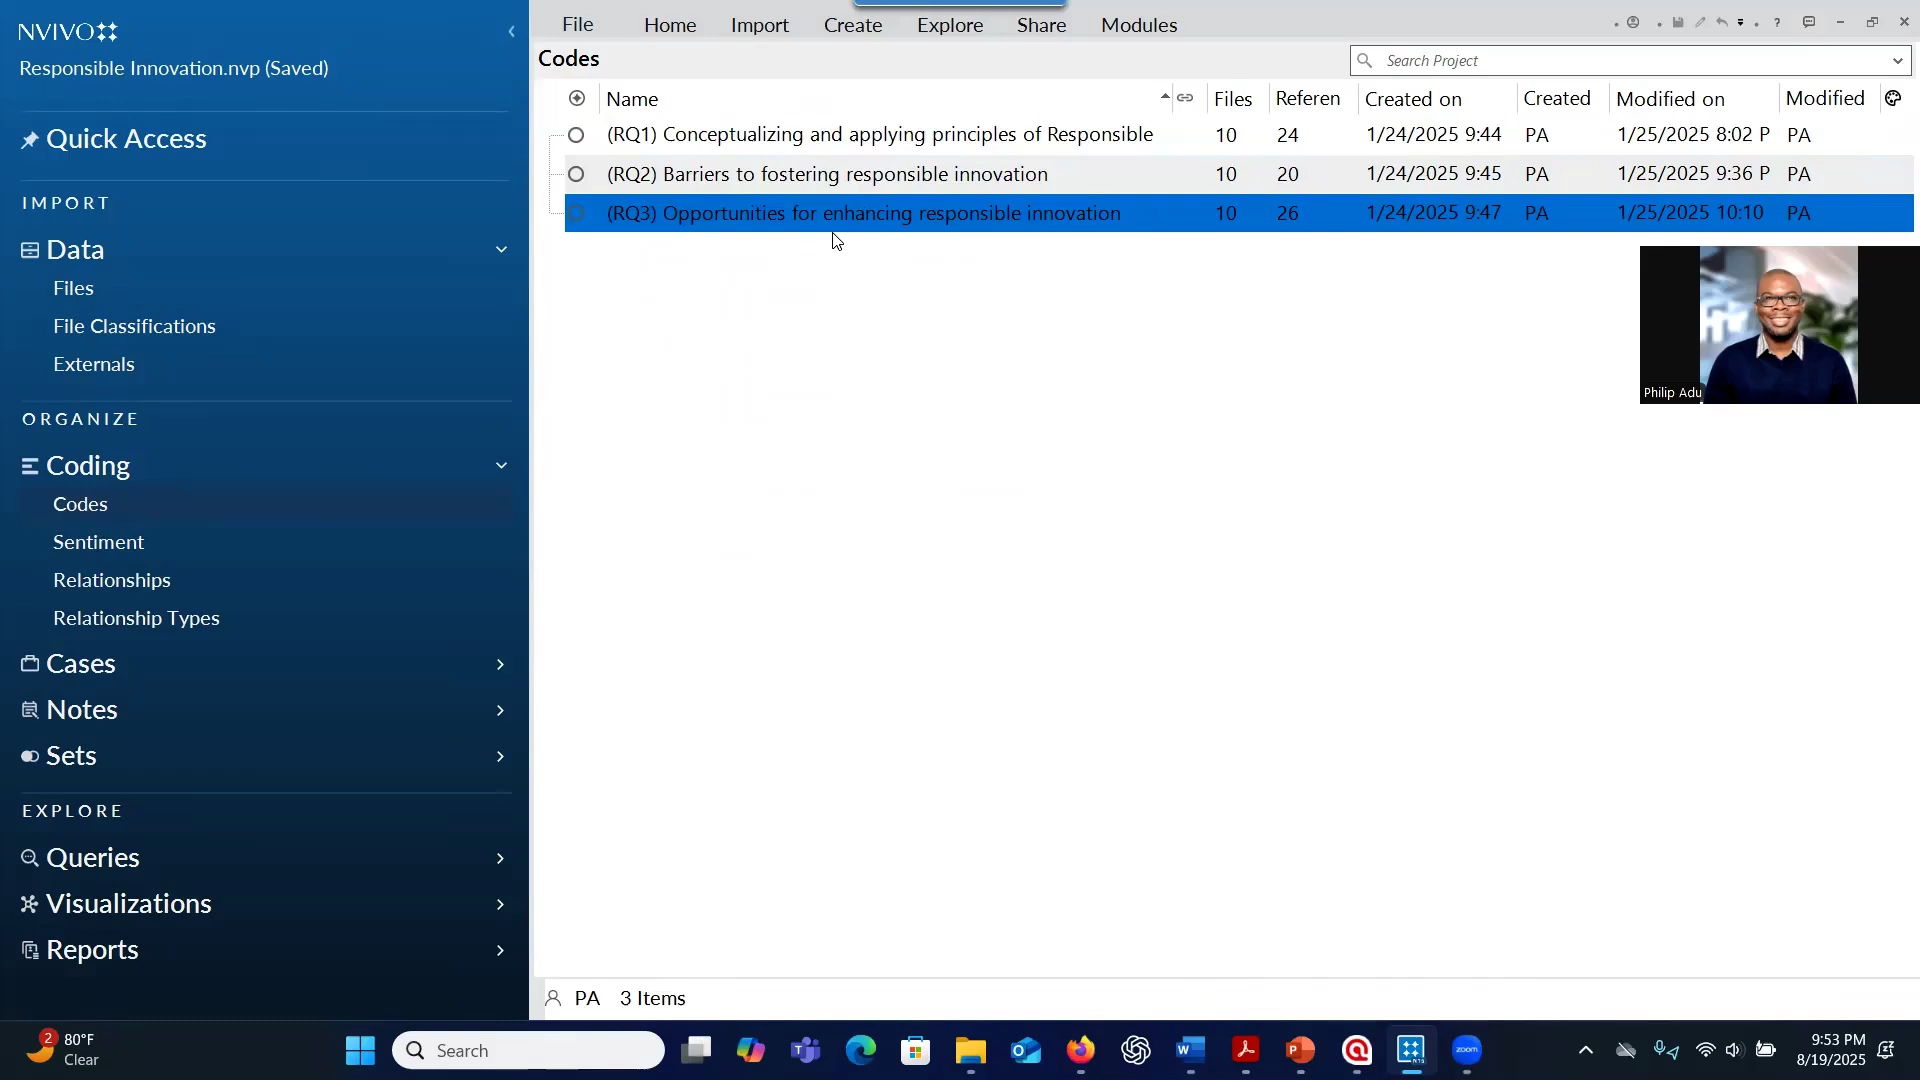 NVIVO
Responsible Innovation.nvp (Saved)
Quick Access
IMPORT
Data
Files
File Classifications
Externals
ORGANIZE
Coding
Codes
Sentiment
Relationships
Relationship Types
Cases
Notes
Sets
EXPLORE
Queries
Visualizations
Reports
File Home Import Create Explore Share Modules
Codes
Search Project
Name Files Referen Created on Created Modified on Modified
(RQ1) Conceptualizing and applying principles of Responsible 10 24 1/24/2025 9:44 PA 1/25/2025 8:02 P PA
(RQ2) Barriers to fostering responsible innovation 10 20 1/24/2025 9:45 PA 1/25/2025 9:36 P PA
(RQ3) Opportunities for enhancing responsible innovation 10 26 1/24/2025 9:47 PA 1/25/2025 10:10 PA
Philip Adu
PA 3 Items
2
80°F
Clear
Search
zoom
9:53 PM
8/19/2025